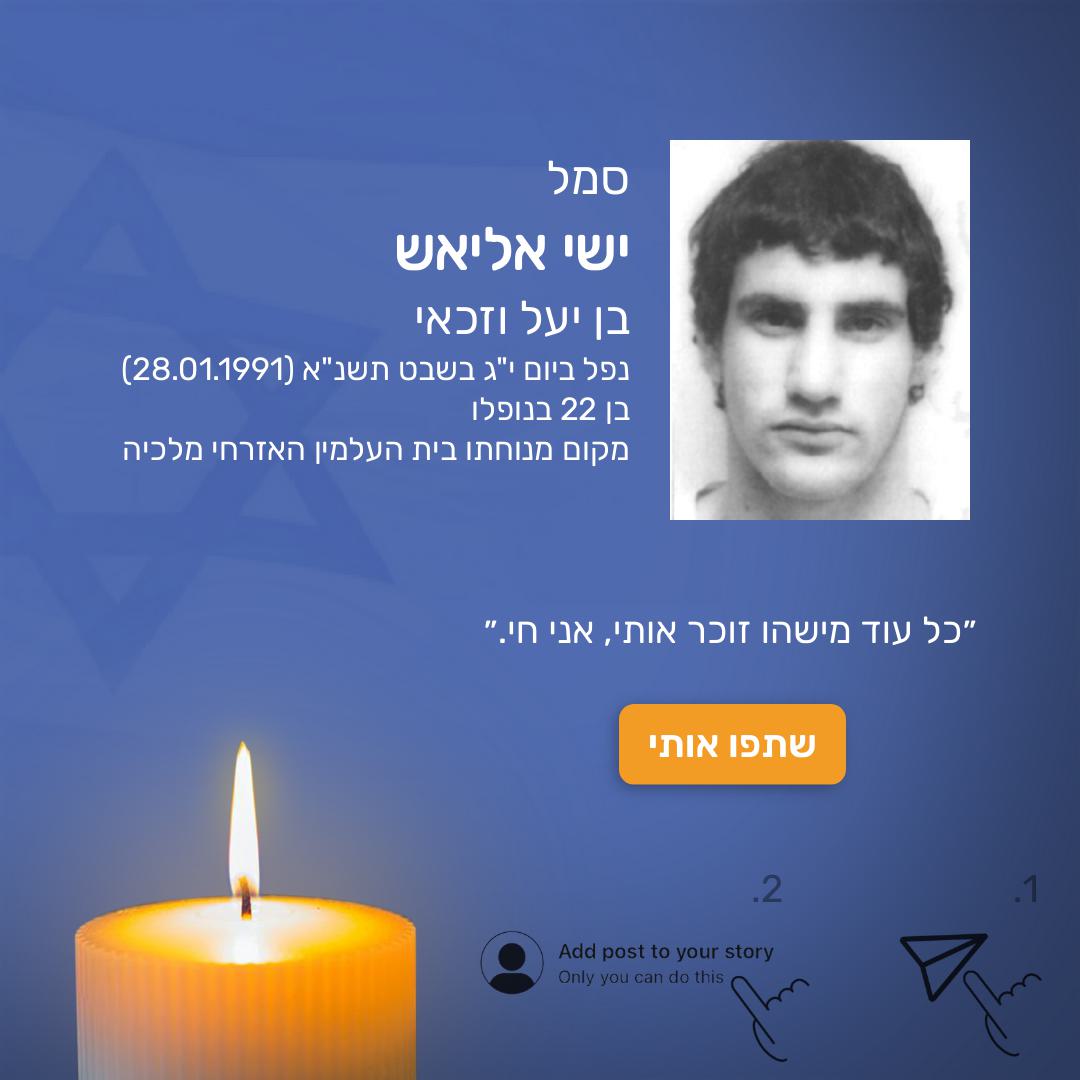 סמל
ישי אליאש
בן יעל וזכאי
נפל ביום י"ג בשבט תשנ"א (28.01.1991)
בן 22 בנופלו
מקום מנוחתו בית העלמין האזרחי מלכיה
״כל עוד מישהו זוכר אותי, אני חי.״
שתפו אותי
1.
2.
Add post to your story
Only you can do this